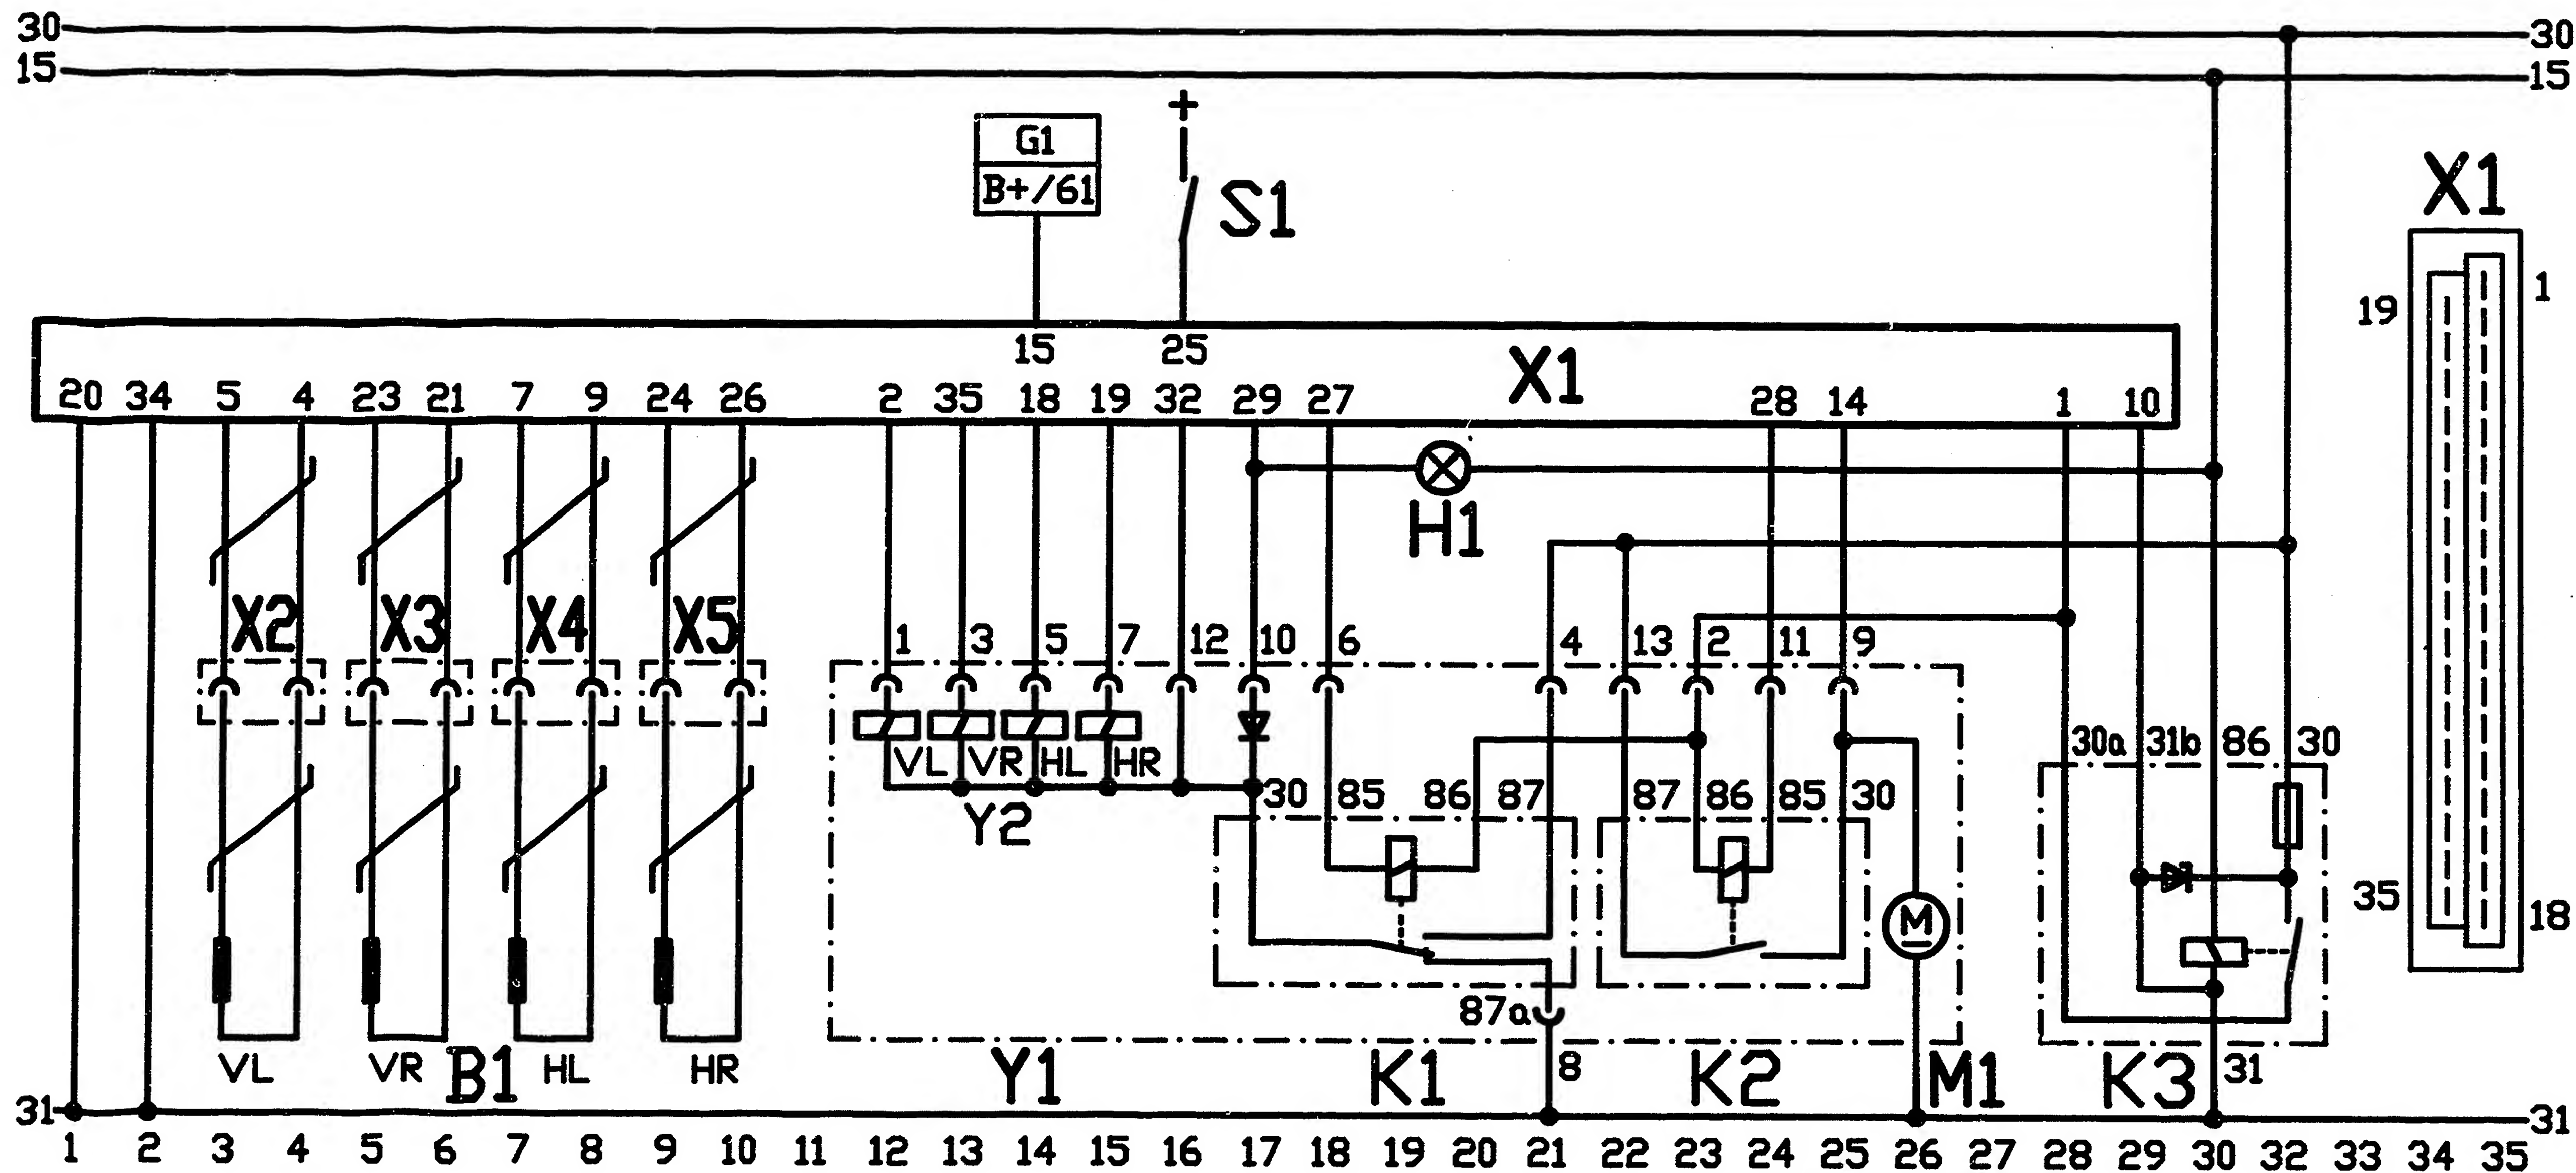 30 30
15 15
+
G1
B+/61
S1
X1
19 1
15 25
X1
20 34 5 4 23 21 7 9 24 26 2 35 18 19 32 29 27 28 14 1 10
H1
X2 X3 X4 X5
1 3 5 7 12 10 6 4 13 2 11 9
30a 31b 86 30
VL VR HL HR
30 85 86 87 87 86 85 30
Y2
35 18
M
87a
VL VR B1 HL HR Y1 K1 8 K2 M1 K3 31
31 31
1 2 3 4 5 6 7 8 9 10 11 12 13 14 15 16 17 18 19 20 21 22 23 24 25 26 27 28 29 30 32 33 34 35